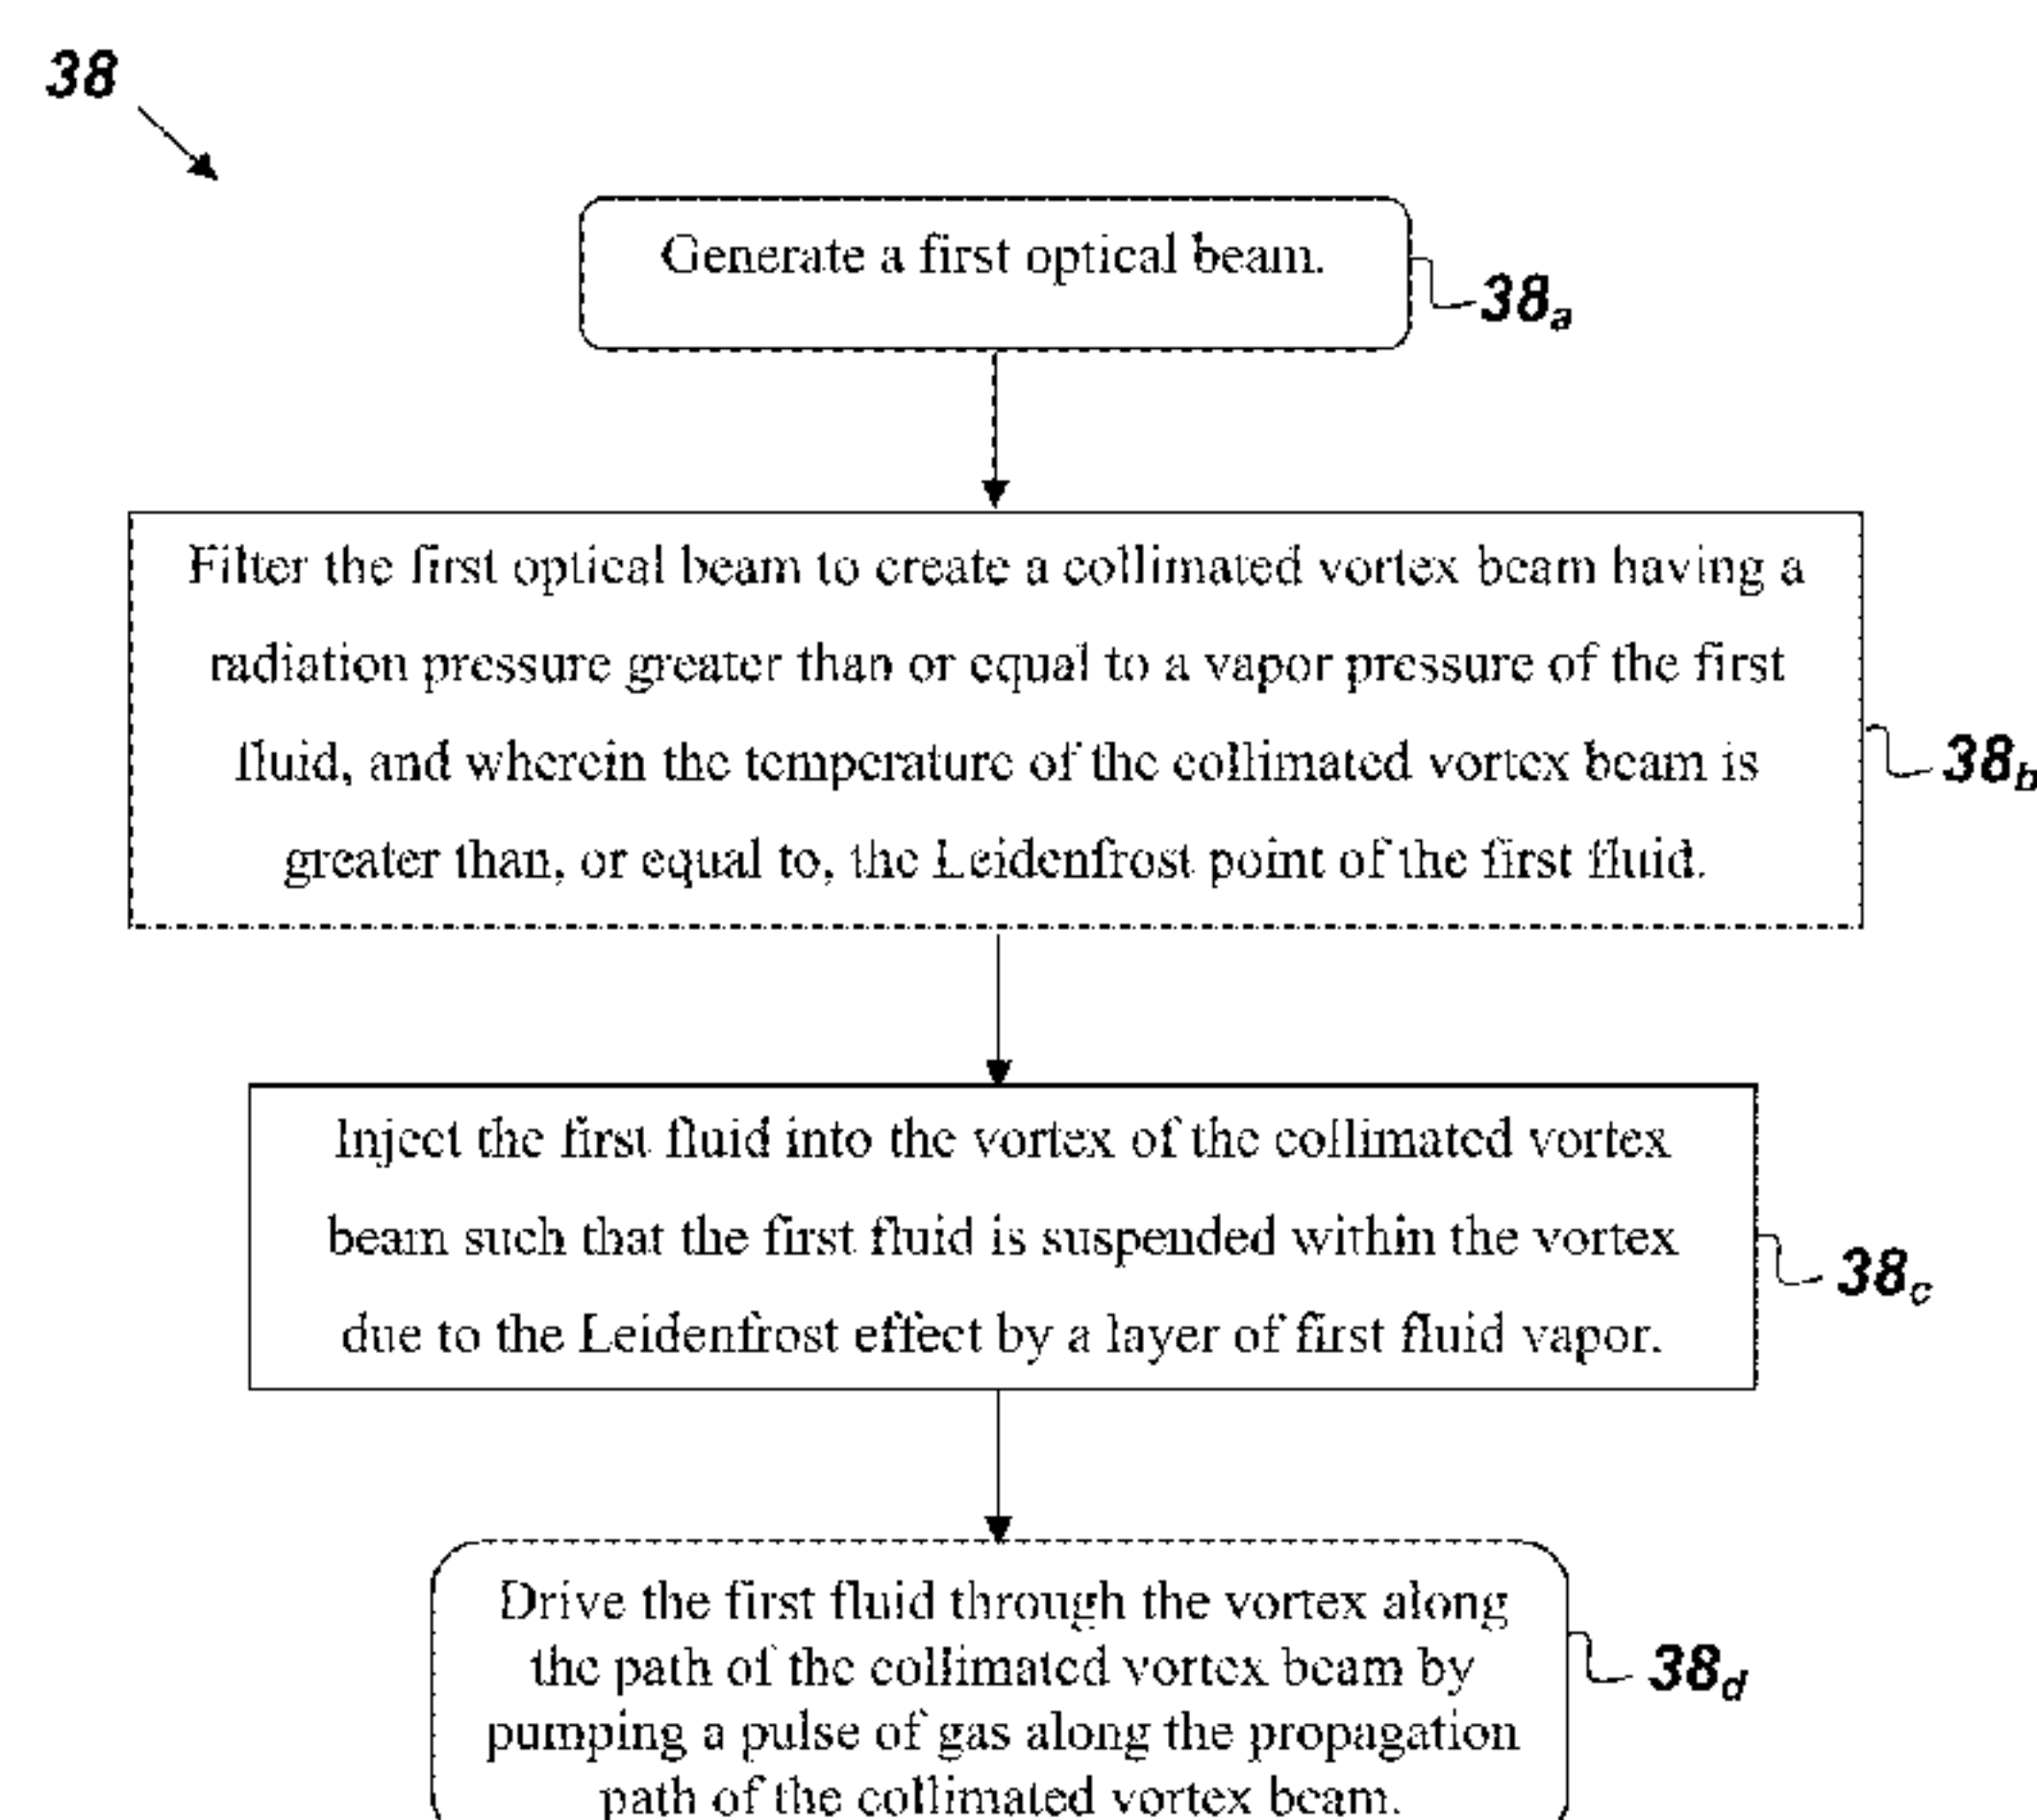 38
Generate a first optical beam.
38a
Filter the first optical beam to create a collimated vortex beam having a
radiation pressure greater than or equal to a vapor pressure of the first
fluid, and wherein the temperature of the collimated vortex beam is
greater than, or equal to, the Leidenfrost point of the first fluid.
38b
Inject the first fluid into the vortex of the collimated vortex
beam such that the first fluid is suspended within the vortex
due to the Leidenfrost effect by a layer of first fluid vapor.
38c
Drive the first fluid through the vortex along
the path of the collimated vortex beam by
pumping a pulse of gas along the propagation
path of the collimated vortex beam.
38d